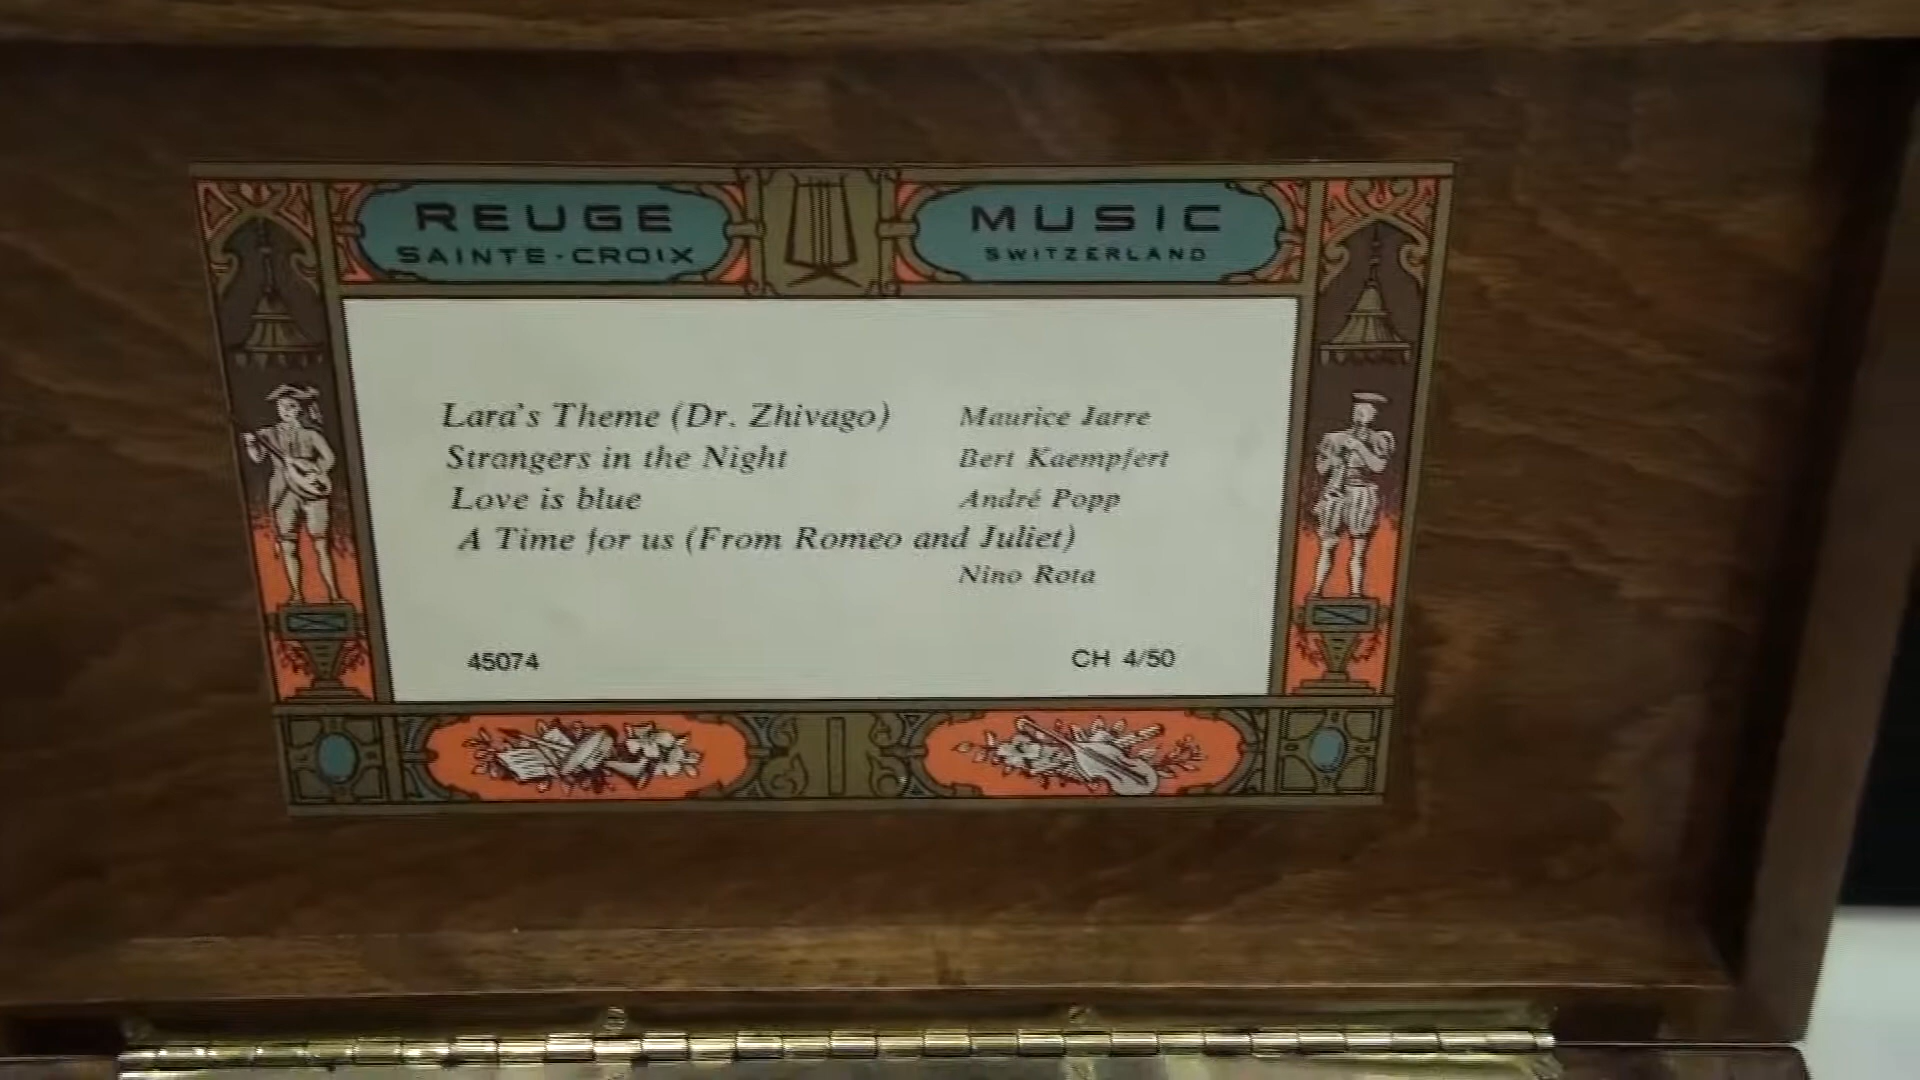 REUGE MUSIC
SAINTE-CROIX SWITZERLAND
Lara's Theme (Dr. Zhivago) Maurice Jarre
Strangers in the Night Bert Kaempfert
Love is blue André Popp
A Time for us (From Romeo and Juliet)
Nino Rota
45074 CH 4/50